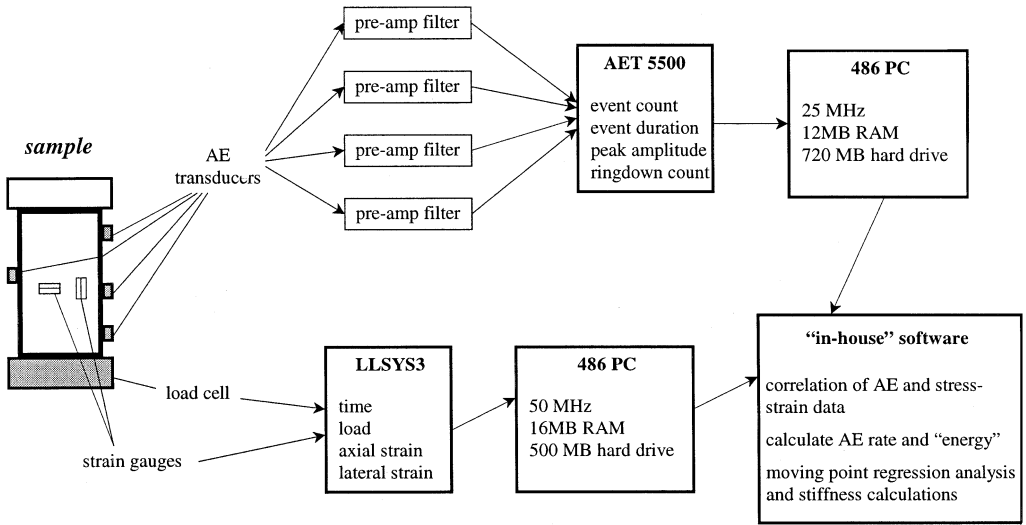 pre-amp filter
pre-amp filter
pre-amp filter
pre-amp filter
AET 5500
event count
event duration
peak amplitude
ringdown count
486 PC
25 MHz
12MB RAM
720 MB hard drive
sample
AE
transducers
load cell
strain gauges
LLSYS3
time
load
axial strain
lateral strain
486 PC
50 MHz
16MB RAM
500 MB hard drive
“in-house” software
correlation of AE and stress-
strain data
calculate AE rate and “energy”
moving point regression analysis
and stiffness calculations